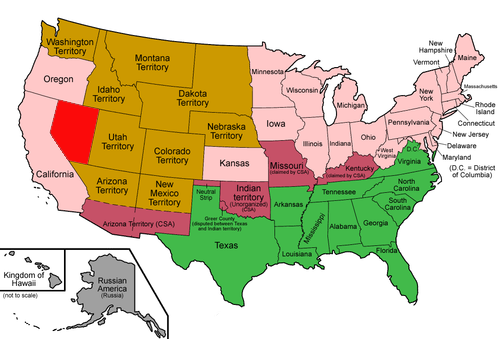 Washington
Territory
Montana
Territory
Oregon
Idaho
Territory
Dakota
Territory
Minnesota
Wisconsin
Michigan
New
Hampshire
Vermont
Maine
Massachusetts
New
York
Rhode
Island
Connecticut
New Jersey
Pennsylvania
Delaware
Maryland
(D.C. = District
of Columbia)
Nebraska
Territory
Iowa
Illinois
Indiana
Ohio
West
Virginia
D.C.
Virginia
Utah
Territory
Colorado
Territory
Kansas
Missouri
(claimed by CSA)
Kentucky
(claimed by CSA)
California
Arizona
Territory
New
Mexico
Territory
Neutral
Strip
Indian
territory
(Unorganized)
(CSA)
Arkansas
Tennessee
North
Carolina
South
Carolina
Arizona Territory (CSA)
Greer County
(disputed between Texas
and Indian territory)
Texas
Louisiana
Mississippi
Alabama
Georgia
Florida
Kingdom of
Hawaii
(not to scale)
Russian
America
(Russia)